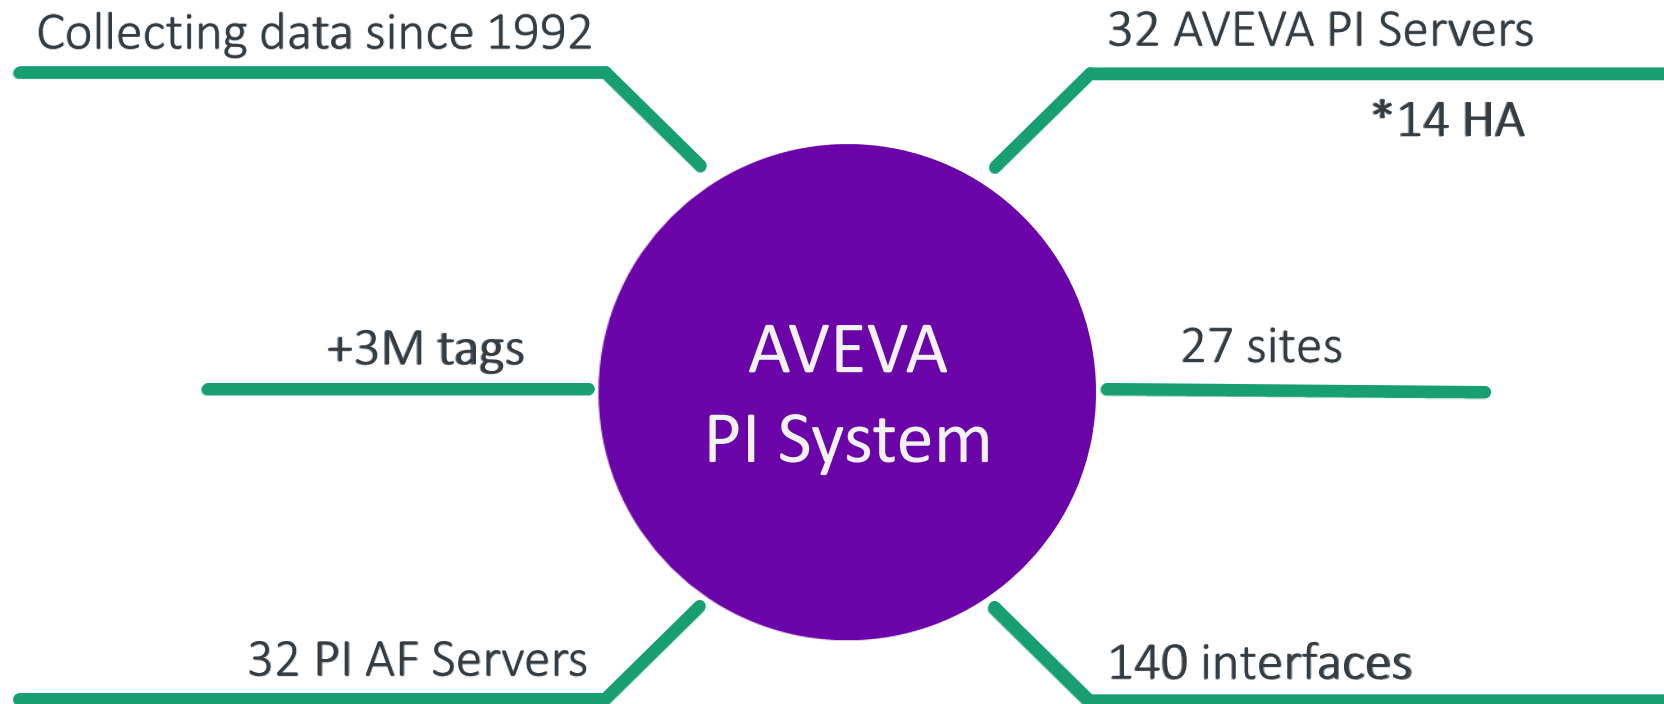 Collecting data since 1992
32 AVEVA PI Servers
*14 HA
+3M tags
AVEVA
PI System
27 sites
32 PI AF Servers
140 interfaces